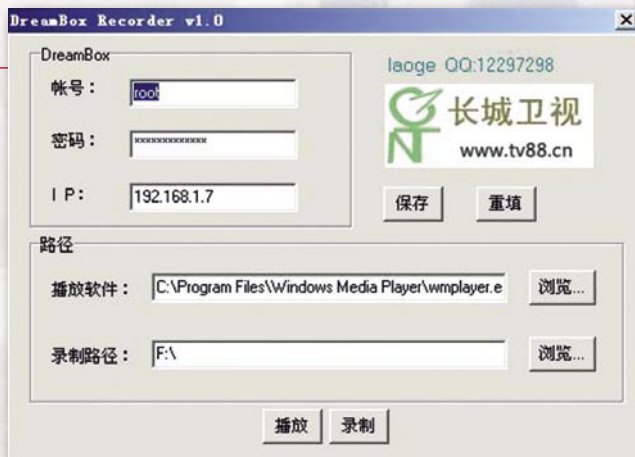 DreamBox Recorder v1.0
DreamBox
帐号：
root
密码：
*************
IP：
192.168.1.7
laoge QQ:12297298
长城卫视
www.tv88.cn
保存
重填
路径
播放软件：
C:\Program Files\Windows Media Player\wmplayer.e
浏览...
录制路径：
F:\
浏览...
播放
录制